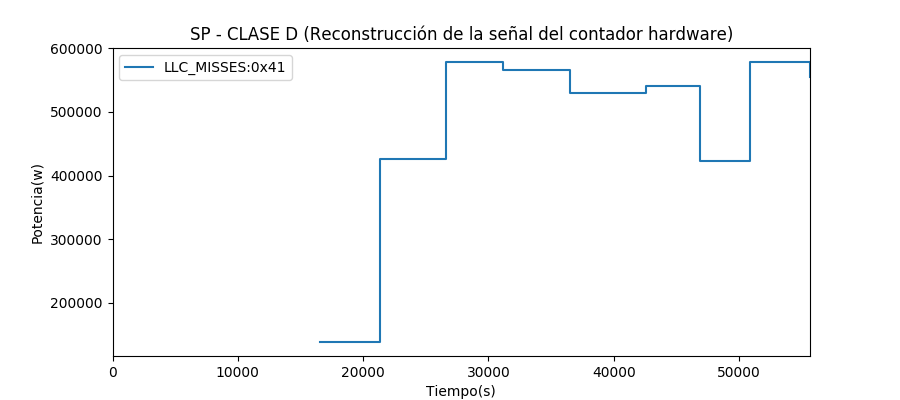 SP - CLASE D (Reconstrucción de la señal del contador hardware)
600000
LLC_MISSES:0x41
500000
400000
Potencia(w)
300000
200000
0 10000 20000 30000 40000 50000
Tiempo(s)